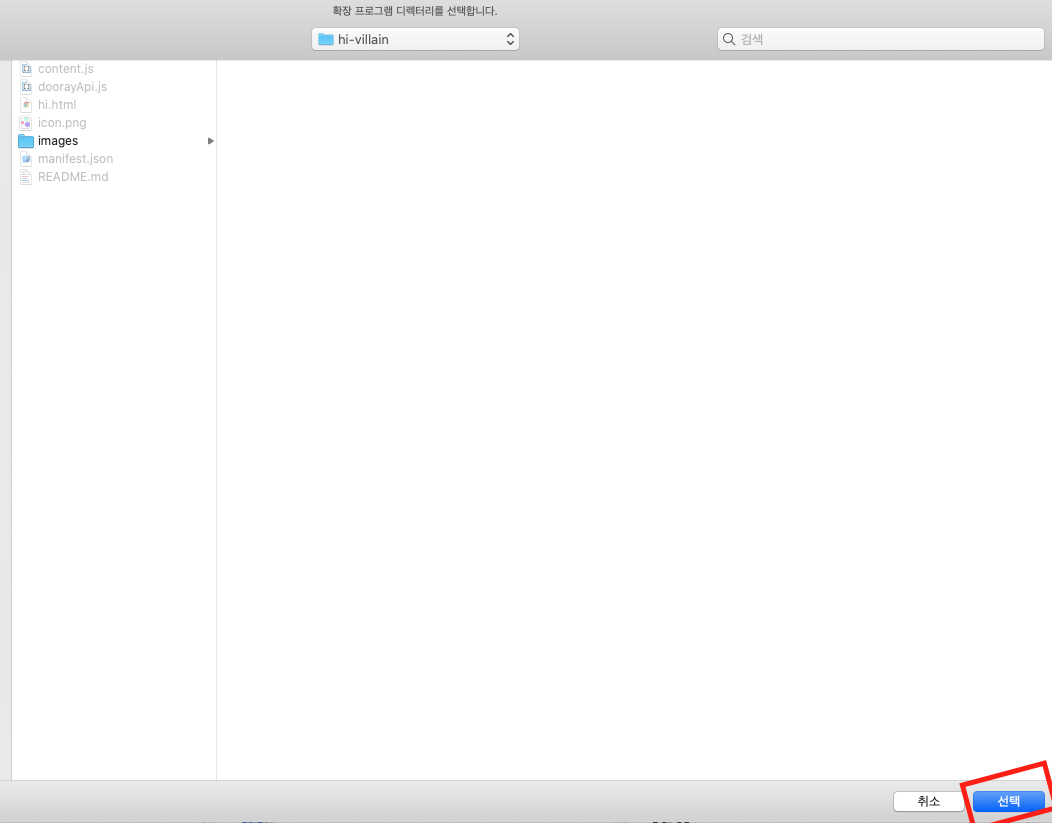 확장 프로그램 디렉터리를 선택합니다.
hi-villain
검색
content.js
doorayApi.js
hi.html
icon.png
images
manifest.json
README.md
취소
선택